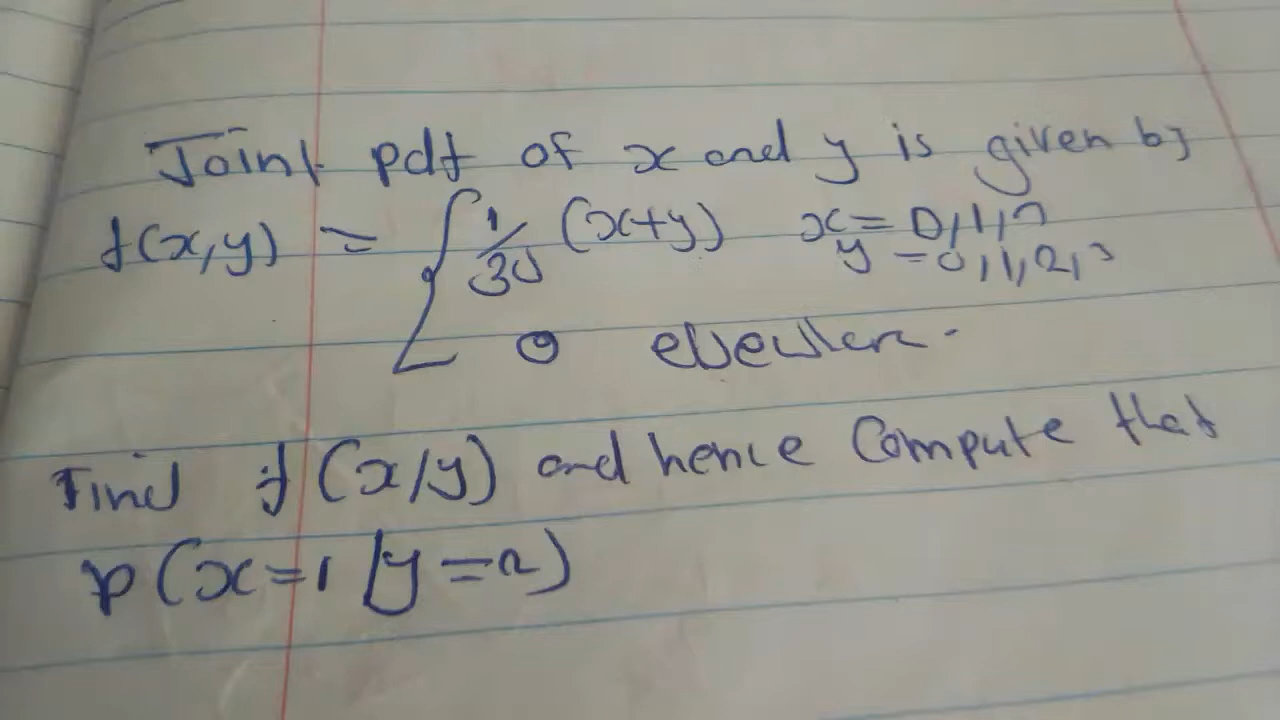 Joint pdf of x and y is given by
f(x,y) = { 1/30 (x+y) x = 0,1,2
y = 0,1,2,3
0
Find f(x/y) and hence compute that
p(x=1/y=2)